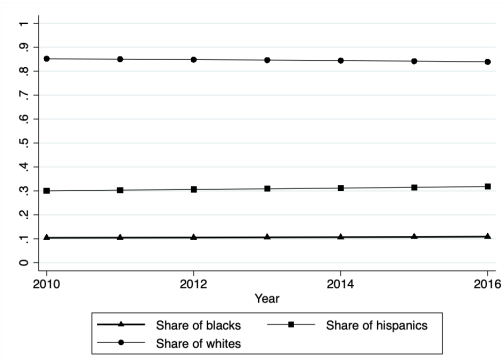 1
.9
.8
.7
.6
.5
.4
.3
.2
.1
0
2010 2012 2014 2016
Year
Share of blacks Share of hispanics
Share of whites